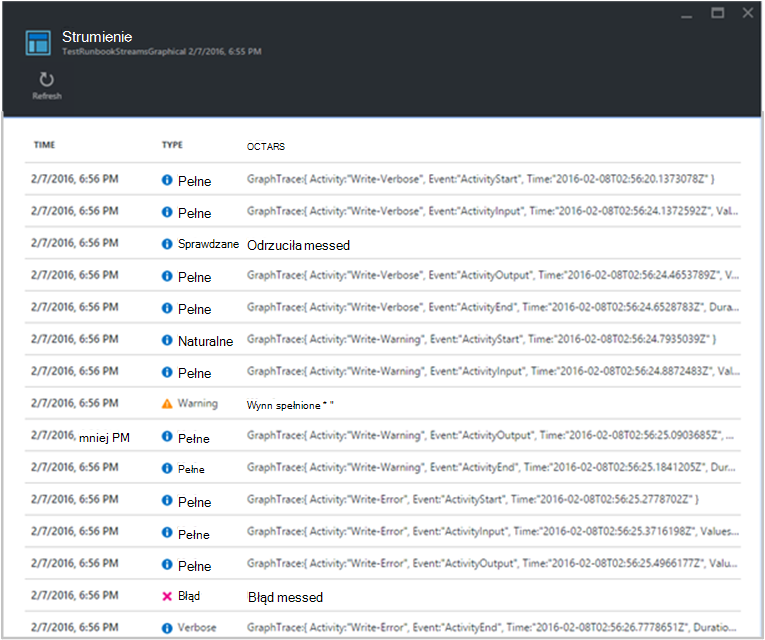 Strumienie
TestRunbookStreamsGraphical 2/7/2016, 6:55 PM
Refresh
TIME TYPE OCTARS
2/7/2016, 6:56 PM Pełne GraphTrace:{ Activity:"Write-Verbose", Event:"ActivityStart", Time:"2016-02-08T02:56:20.1373078Z" }
2/7/2016, 6:56 PM Pełne GraphTrace:{ Activity:"Write-Verbose", Event:"ActivityInput", Time:"2016-02-08T02:56:24.1372592Z", Val...
2/7/2016, 6:56 PM Sprawdzane Odrzuciła messed
2/7/2016, 6:56 PM Pełne GraphTrace:{ Activity:"Write-Verbose", Event:"ActivityOutput", Time:"2016-02-08T02:56:24.4653789Z", V...
2/7/2016, 6:56 PM Pełne GraphTrace:{ Activity:"Write-Verbose", Event:"ActivityEnd", Time:"2016-02-08T02:56:24.6528783Z", Dura...
2/7/2016, 6:56 PM Naturalne GraphTrace:{ Activity:"Write-Warning", Event:"ActivityStart", Time:"2016-02-08T02:56:24.7935039Z" }
2/7/2016, 6:56 PM Pełne GraphTrace:{ Activity:"Write-Warning", Event:"ActivityInput", Time:"2016-02-08T02:56:24.8872483Z", Val...
2/7/2016, 6:56 PM Warning Wynn spełnione * "
2/7/2016, mniej PM Pełne GraphTrace:{ Activity:"Write-Warning", Event:"ActivityOutput", Time:"2016-02-08T02:56:25.0903685Z", ...
2/7/2016, 6:56 PM Pełne GraphTrace:{ Activity:"Write-Warning", Event:"ActivityEnd", Time:"2016-02-08T02:56:25.1841205Z", Dur...
2/7/2016, 6:56 PM Pełne GraphTrace:{ Activity:"Write-Error", Event:"ActivityStart", Time:"2016-02-08T02:56:25.2778702Z" }
2/7/2016, 6:56 PM Pełne GraphTrace:{ Activity:"Write-Error", Event:"ActivityInput", Time:"2016-02-08T02:56:25.3716198Z", Values...
2/7/2016, 6:56 PM Pełne GraphTrace:{ Activity:"Write-Error", Event:"ActivityOutput", Time:"2016-02-08T02:56:25.4966177Z", Valu...
2/7/2016, 6:56 PM Błąd Błąd messed
2/7/2016, 6:56 PM Verbose GraphTrace:{ Activity:"Write-Error", Event:"ActivityEnd", Time:"2016-02-08T02:56:26.7778651Z", Duratio...